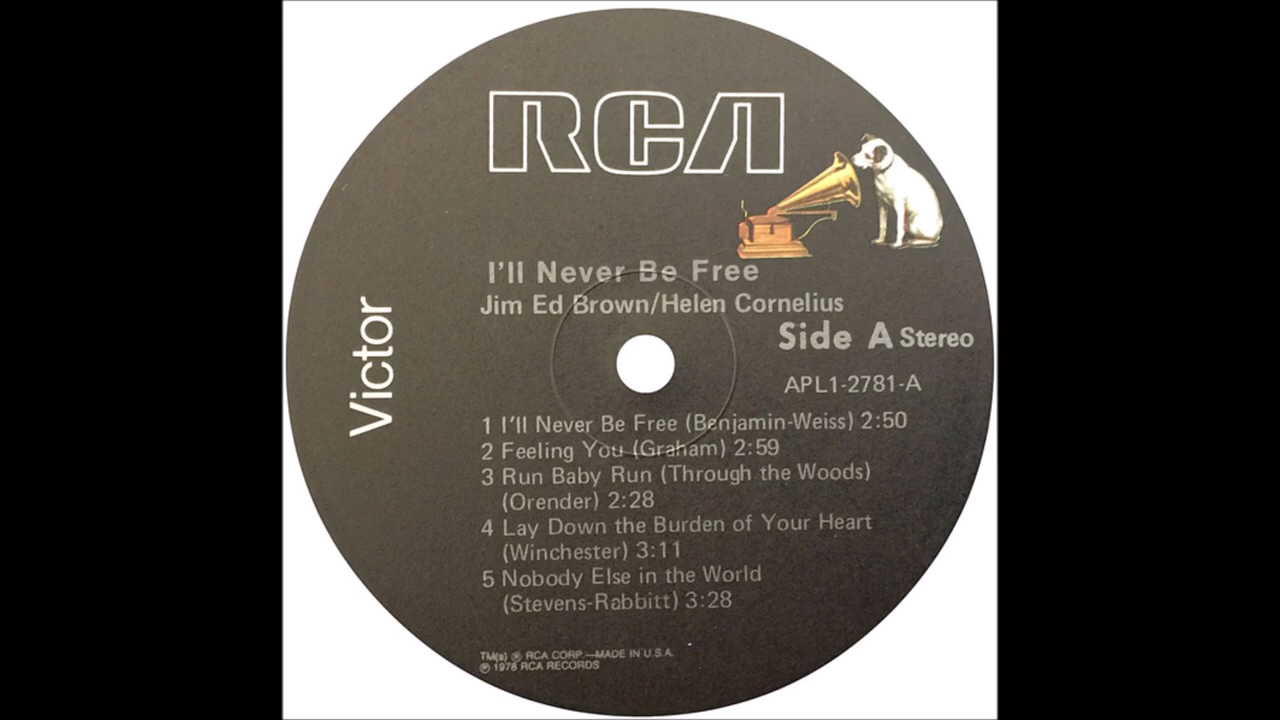 RCA
I'll Never Be Free
Jim Ed Brown/Helen Cornelius
Side A Stereo
APL1-2781-A
Victor
1 I'll Never Be Free (Benjamin-Weiss) 2:50
2 Feeling You (Graham) 2:59
3 Run Baby Run (Through the Woods)
(Orender) 2:28
4 Lay Down the Burden of Your Heart
(Winchester) 3:11
5 Nobody Else in the World
(Stevens-Rabbitt) 3:28
TM(s) ® RCA CORP.—MADE IN U.S.A.
℗ 1978 RCA RECORDS